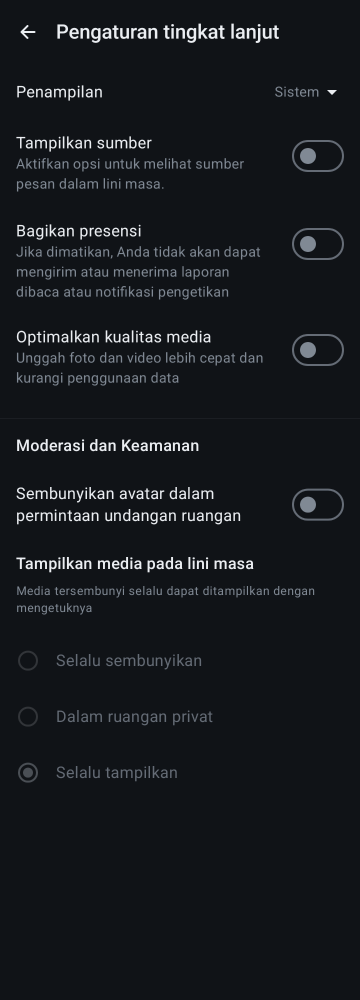 Pengaturan tingkat lanjut
Penampilan
Sistem
Tampilkan sumber
Aktifkan opsi untuk melihat sumber
pesan dalam lini masa.
Bagikan presensi
Jika dimatikan, Anda tidak akan dapat
mengirim atau menerima laporan
dibaca atau notifikasi pengetikan
Optimalkan kualitas media
Unggah foto dan video lebih cepat dan
kurangi penggunaan data
Moderasi dan Keamanan
Sembunyikan avatar dalam
permintaan undangan ruangan
Tampilkan media pada lini masa
Media tersembunyi selalu dapat ditampilkan dengan
mengetuknya
Selalu sembunyikan
Dalam ruangan privat
Selalu tampilkan